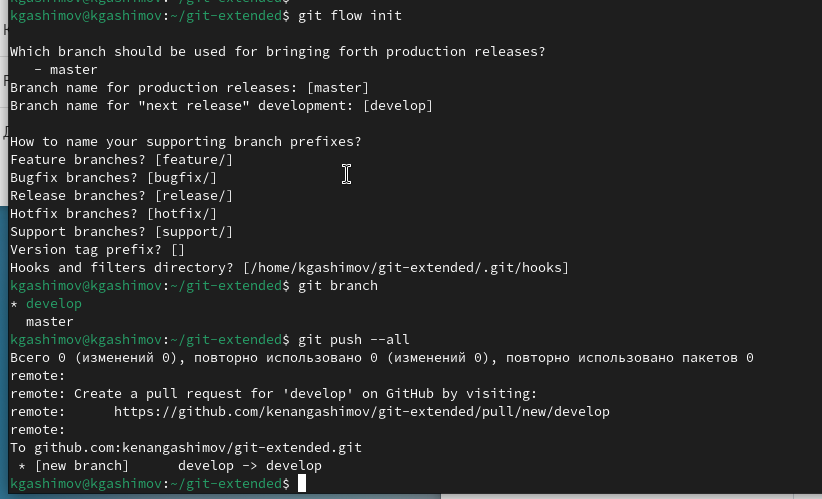 kgashimov@kgashimov:~/git-extended$ git flow init
Which branch should be used for bringing forth production releases?
   - master
Branch name for production releases: [master]
Branch name for "next release" development: [develop]
How to name your supporting branch prefixes?
Feature branches? [feature/]
Bugfix branches? [bugfix/]
Release branches? [release/]
Hotfix branches? [hotfix/]
Support branches? [support/]
Version tag prefix? []
Hooks and filters directory? [/home/kgashimov/git-extended/.git/hooks]
kgashimov@kgashimov:~/git-extended$ git branch
* develop
  master
kgashimov@kgashimov:~/git-extended$ git push --all
Всего 0 (изменений 0), повторно использовано 0 (изменений 0), повторно использовано пакетов 0
remote:
remote: Create a pull request for 'develop' on GitHub by visiting:
remote:      https://github.com/kenangashimov/git-extended/pull/new/develop
remote:
To github.com:kenangashimov/git-extended.git
 * [new branch]      develop -> develop
kgashimov@kgashimov:~/git-extended$